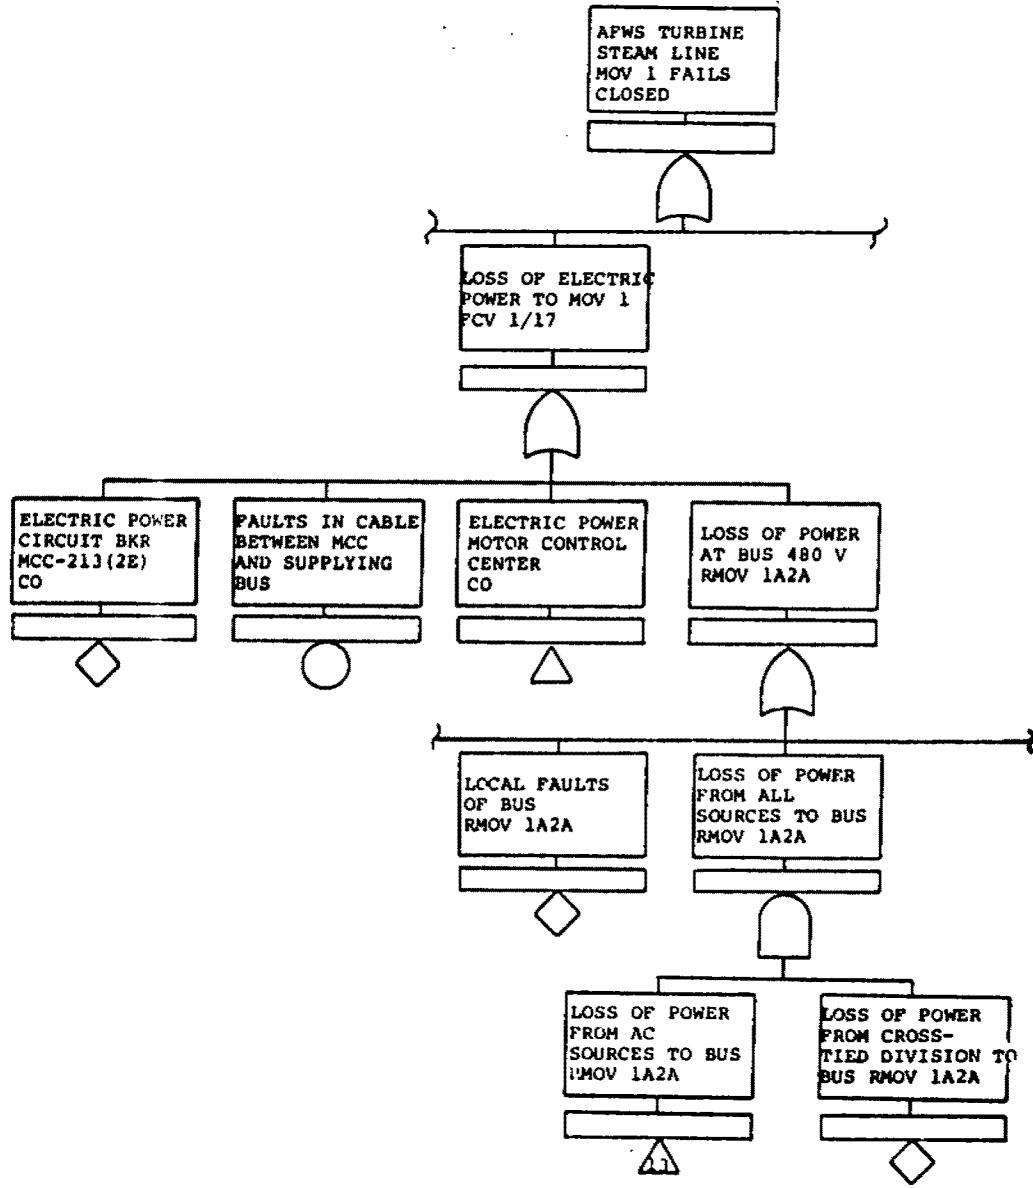 AFWS TURBINE
STEAM LINE
MOV 1 FAILS
CLOSED
LOSS OF ELECTRIC
POWER TO MOV 1
FCV 1/17
ELECTRIC POWER
CIRCUIT BKR
MCC-213(2E)
CO
FAULTS IN CABLE
BETWEEN MCC
AND SUPPLYING
BUS
ELECTRIC POWER
MOTOR CONTROL
CENTER
CO
LOSS OF POWER
AT BUS 480 V
RMOV 1A2A
LOCAL FAULTS
OF BUS
RMOV 1A2A
LOSS OF POWER
FROM ALL
SOURCES TO BUS
RMOV 1A2A
LOSS OF POWER
FROM AC
SOURCES TO BUS
RMOV 1A2A
LOSS OF POWER
FROM CROSS-
TIED DIVISION TO
BUS RMOV 1A2A